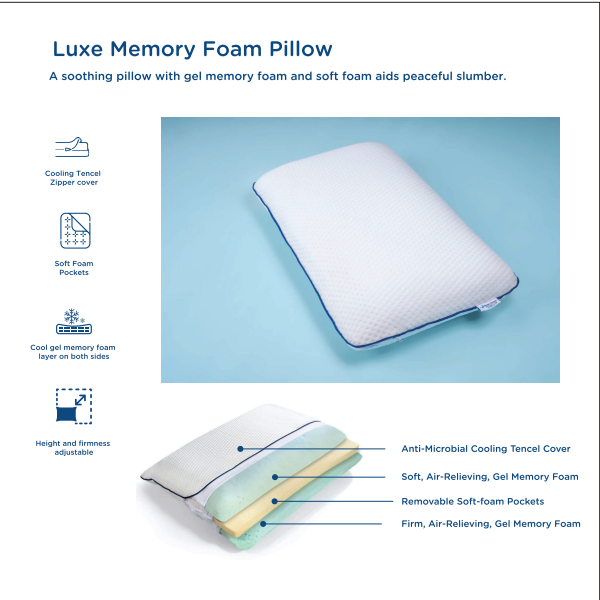 Luxe Memory Foam Pillow
A soothing pillow with gel memory foam and soft foam aids peaceful slumber.
Cooling Tencel
Zipper cover
Soft Foam
Pockets
Cool gel memory foam
layer on both sides
Height and firmness
adjustable
Anti-Microbial Cooling Tencel Cover
Soft, Air-Relieving, Gel Memory Foam
Removable Soft-foam Pockets
Firm, Air-Relieving, Gel Memory Foam